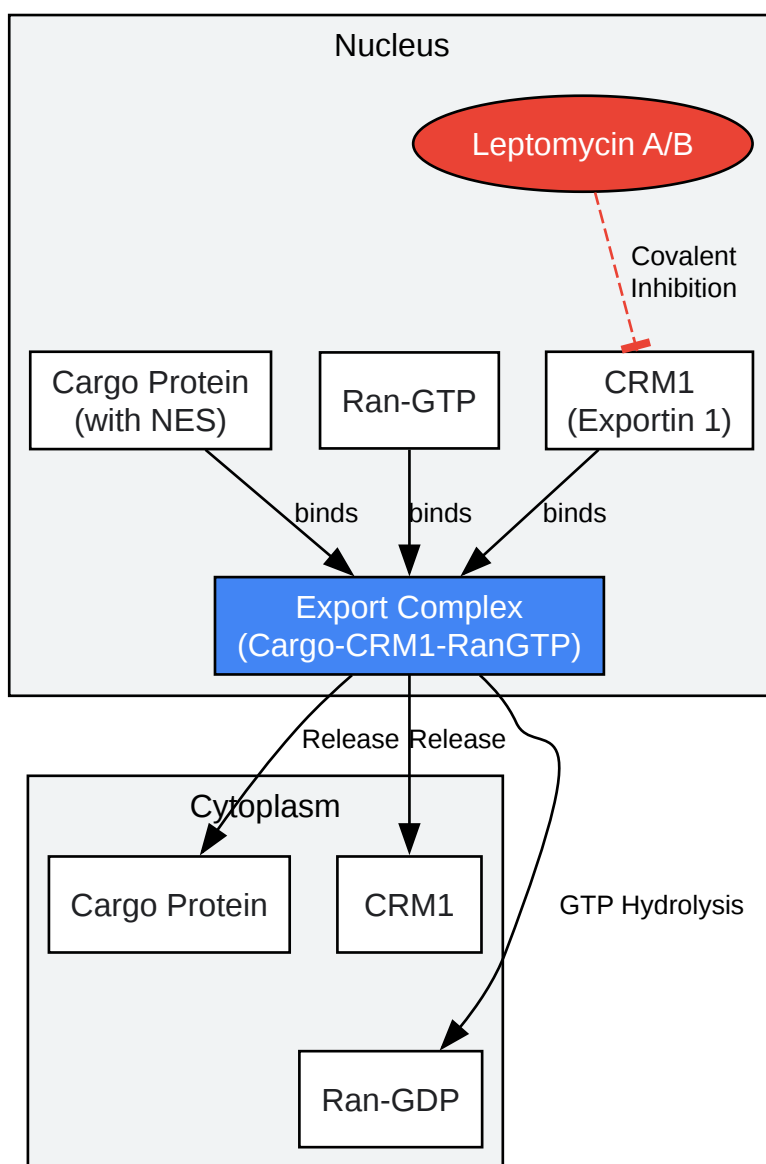 Nucleus
Leptomycin A/B
Covalent
Inhibition
Cargo Protein
(with NES)
Ran-GTP
CRM1
(Exportin 1)
binds
binds
binds
Export Complex
(Cargo-CRM1-RanGTP)
Release
Release
Cytoplasm
Cargo Protein
CRM1
GTP Hydrolysis
Ran-GDP